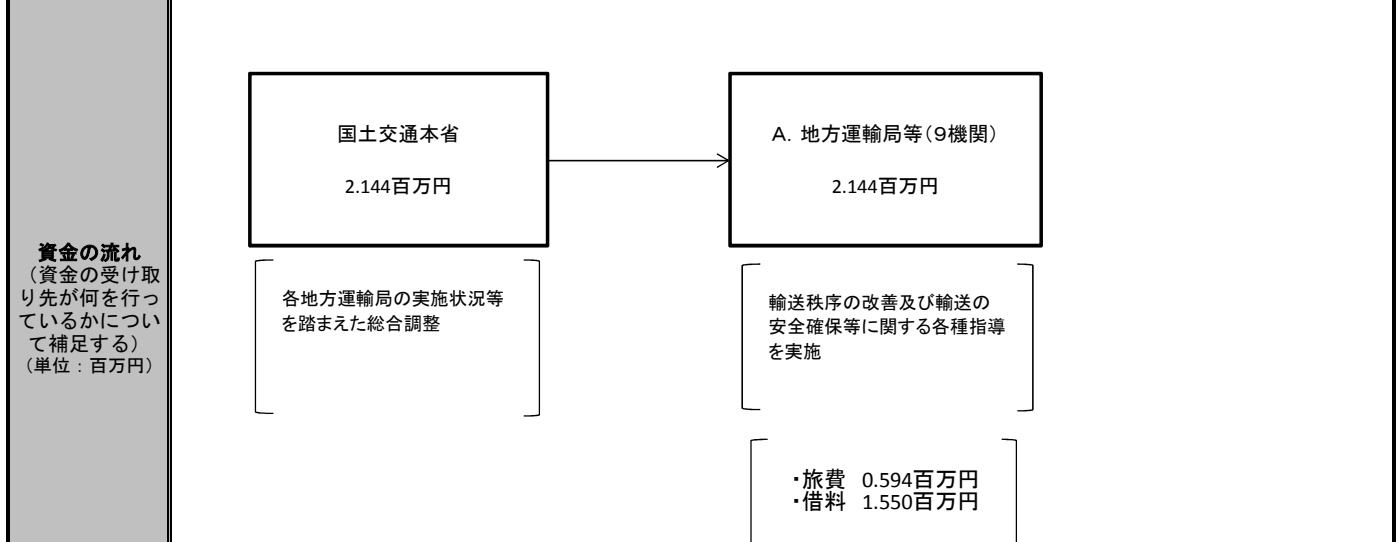 資金の流れ
（資金の受け取
り先が何を行っ
ているかについ
て補足する）
（単位：百万円）
国土交通本省
2.144百万円
各地方運輸局の実施状況等
を踏まえた総合調整
A．地方運輸局等（９機関）
2.144百万円
輸送秩序の改善及び輸送の
安全確保等に関する各種指導
を実施
・旅費 0.594百万円
・借料 1.550百万円